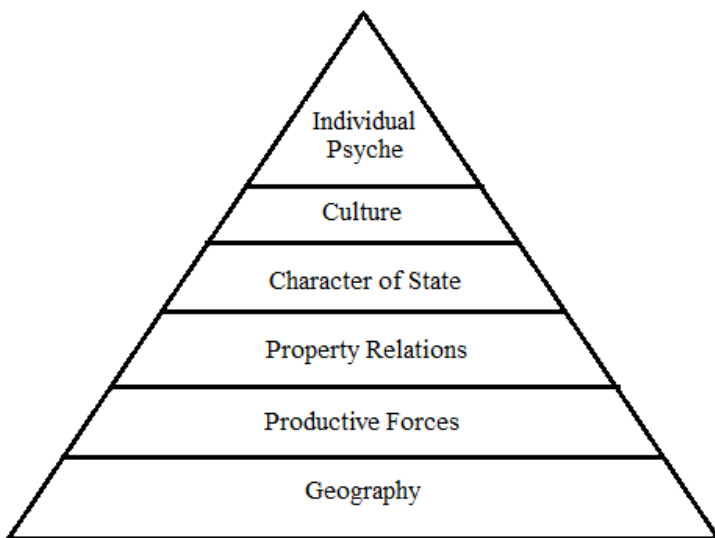 Individual
Psyche
Culture
Character of State
Property Relations
Productive Forces
Geography